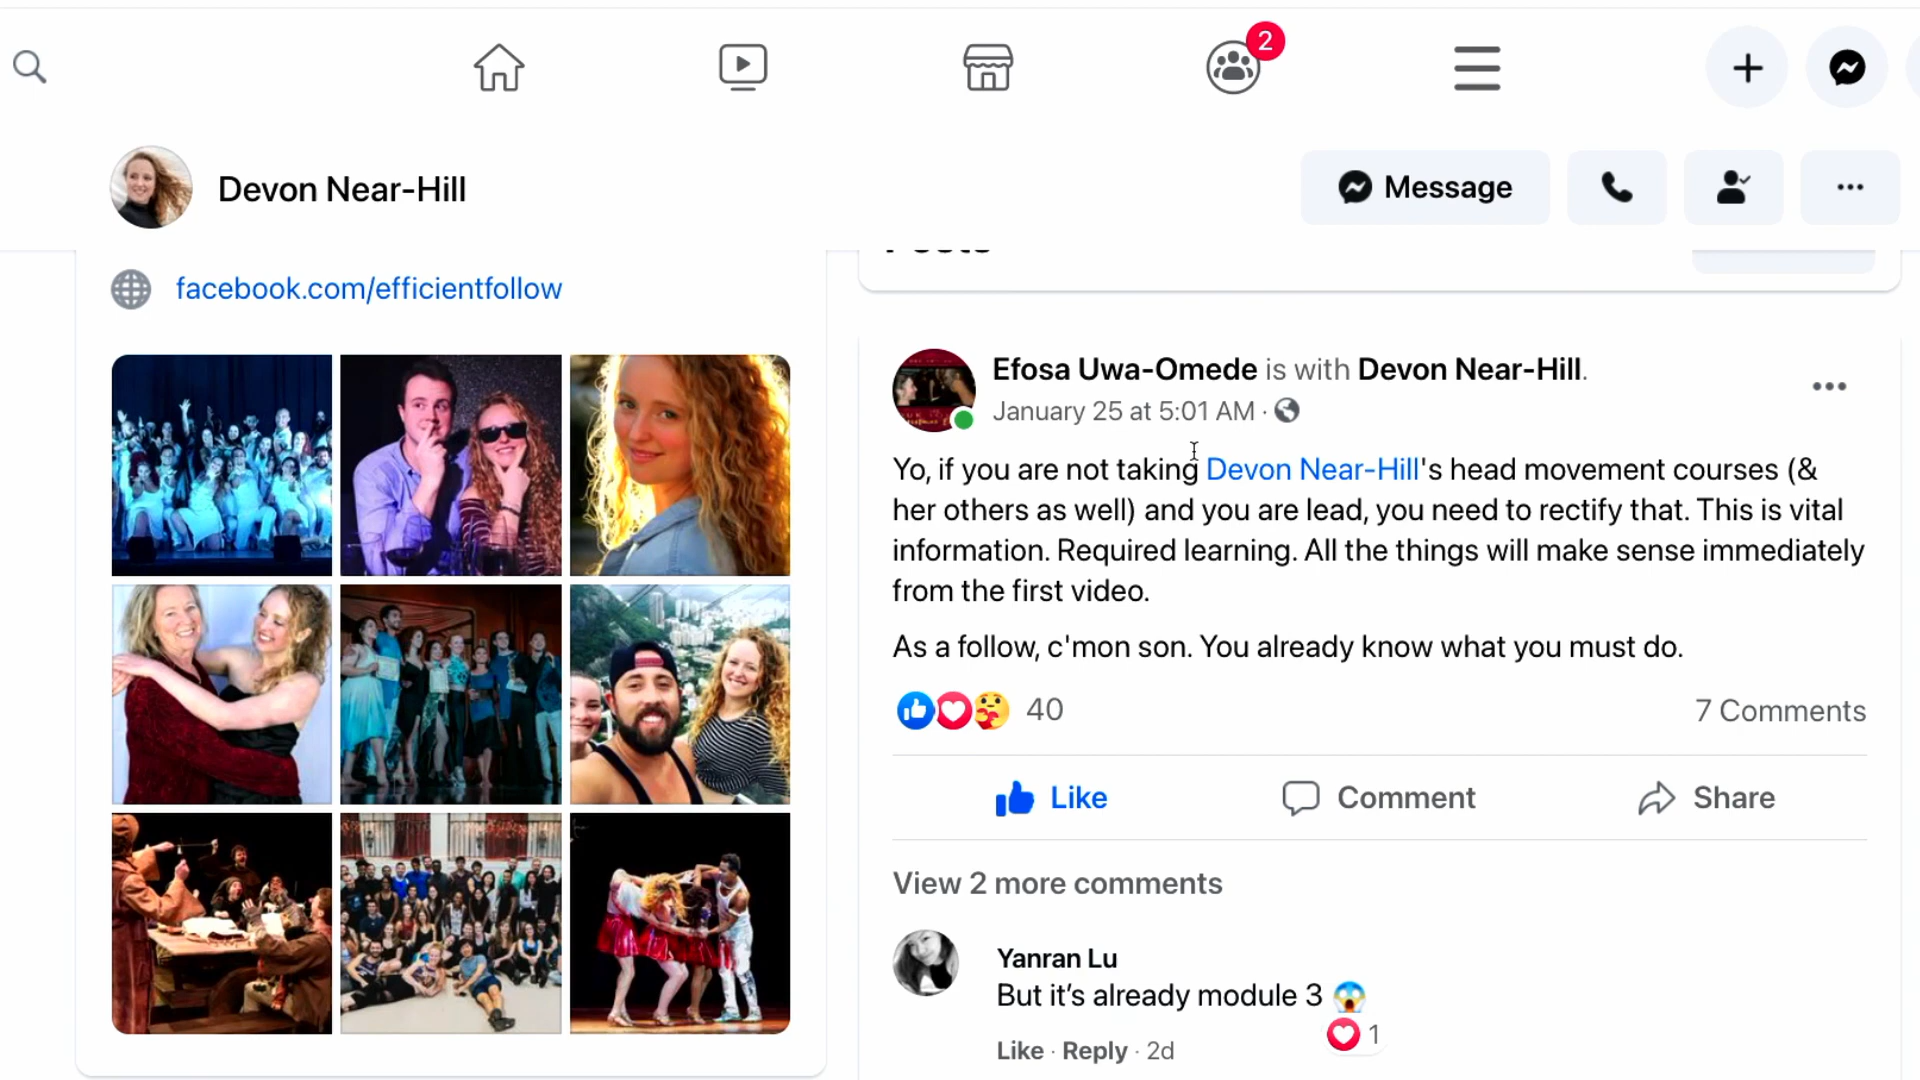 2
Devon Near-Hill
Message
facebook.com/efficientfollow
Posts
Efosa Uwa-Omede is with Devon Near-Hill.
January 25 at 5:01 AM ·
Yo, if you are not taking Devon Near-Hill's head movement courses (&
her others as well) and you are lead, you need to rectify that. This is vital
information. Required learning. All the things will make sense immediately
from the first video.
As a follow, c'mon son. You already know what you must do.
40
7 Comments
Like
Comment
Share
View 2 more comments
Yanran Lu
But it’s already module 3 😱
1
Like · Reply · 2d